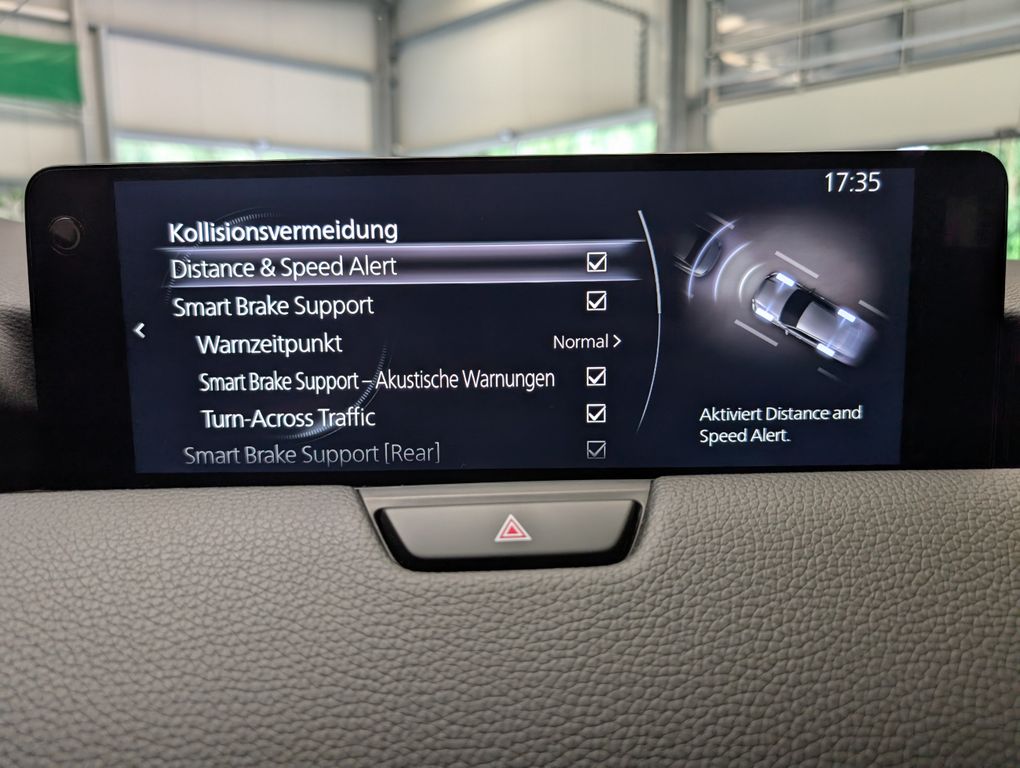 17:35
Kollisionsvermeidung
Distance & Speed Alert
Smart Brake Support
Warnzeitpunkt Normal >
Smart Brake Support – Akustische Warnungen
Turn-Across Traffic
Smart Brake Support [Rear]
Aktiviert Distance and
Speed Alert.